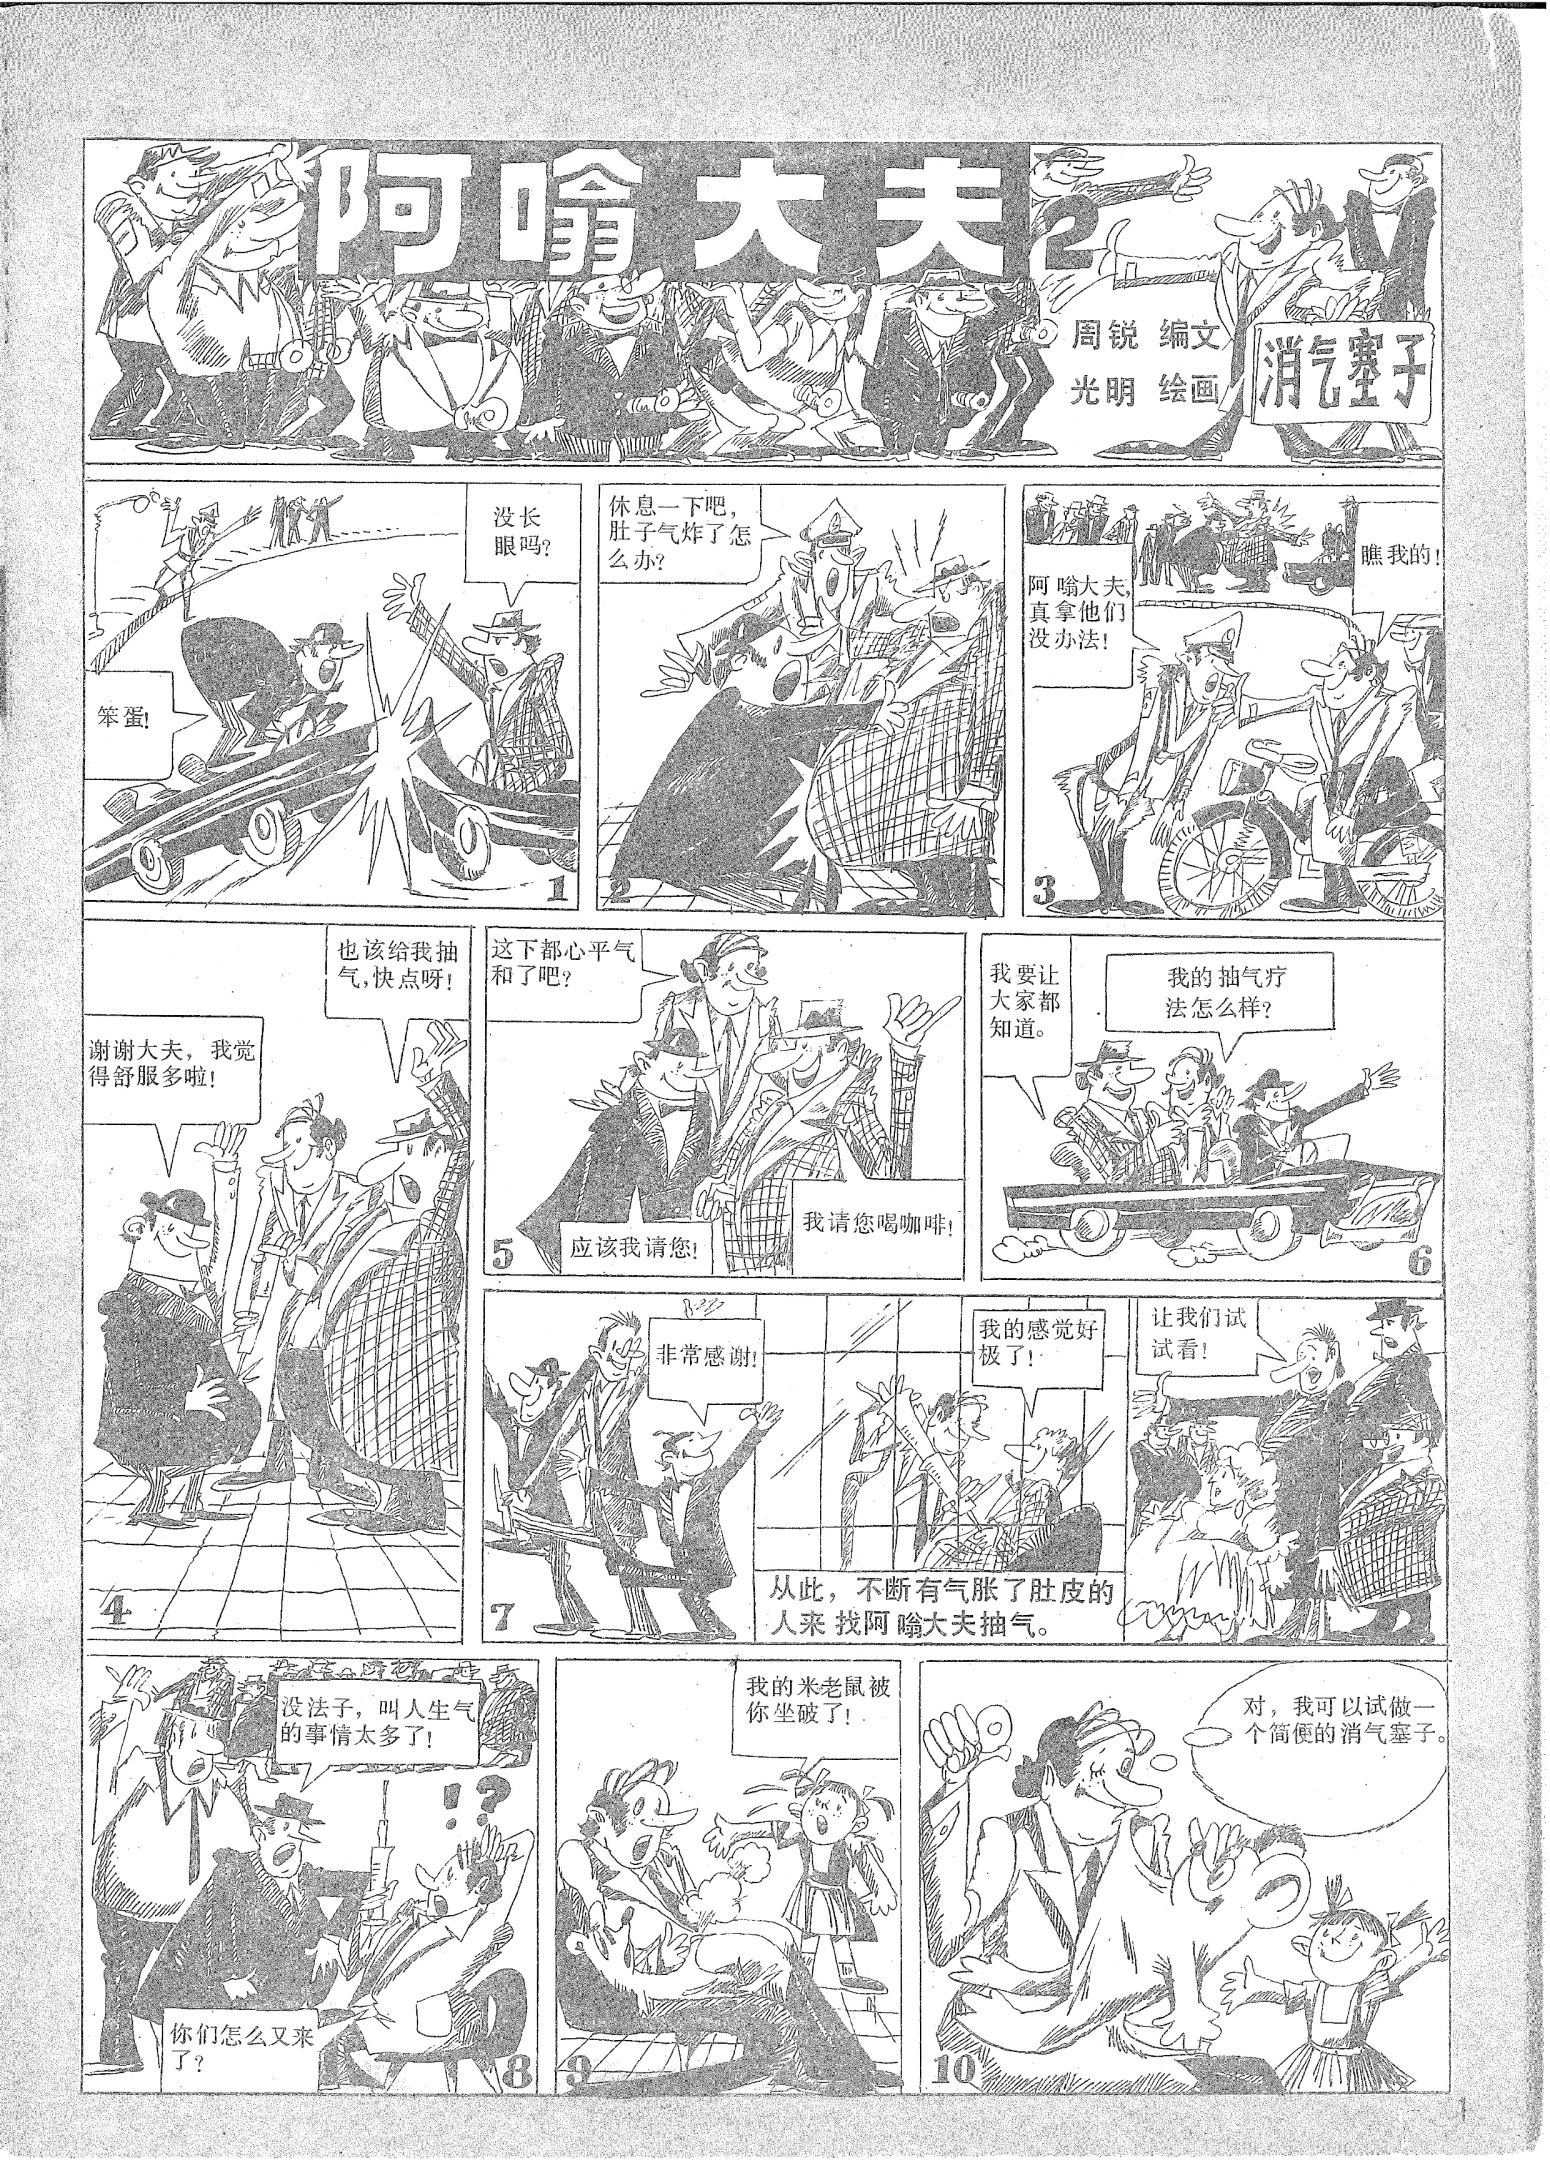 阿嗡大夫2
周锐 编文
光明 绘画
消气塞子
没长
眼吗?
笨蛋!
1
休息一下吧,
肚子气炸了怎
么办?
2
阿嗡大夫,
真拿他们
没办法!
瞧我的!
3
也该给我抽
气,快点呀!
谢谢大夫，我觉
得舒服多啦!
4
这下都心平气
和了吧?
应该我请您!
我请您喝咖啡!
5
我要让
大家都
知道。
我的抽气疗
法怎么样?
6
非常感谢!
我的感觉好
极了!
从此，不断有气胀了肚皮的
人来找阿嗡大夫抽气。
让我们试
试看!
7
没法子，叫人生气
的事情太多了!
!?
你们怎么又来
了?
8
我的米老鼠被
你坐破了!
9
对，我可以试做一
个简便的消气塞子。
10
1